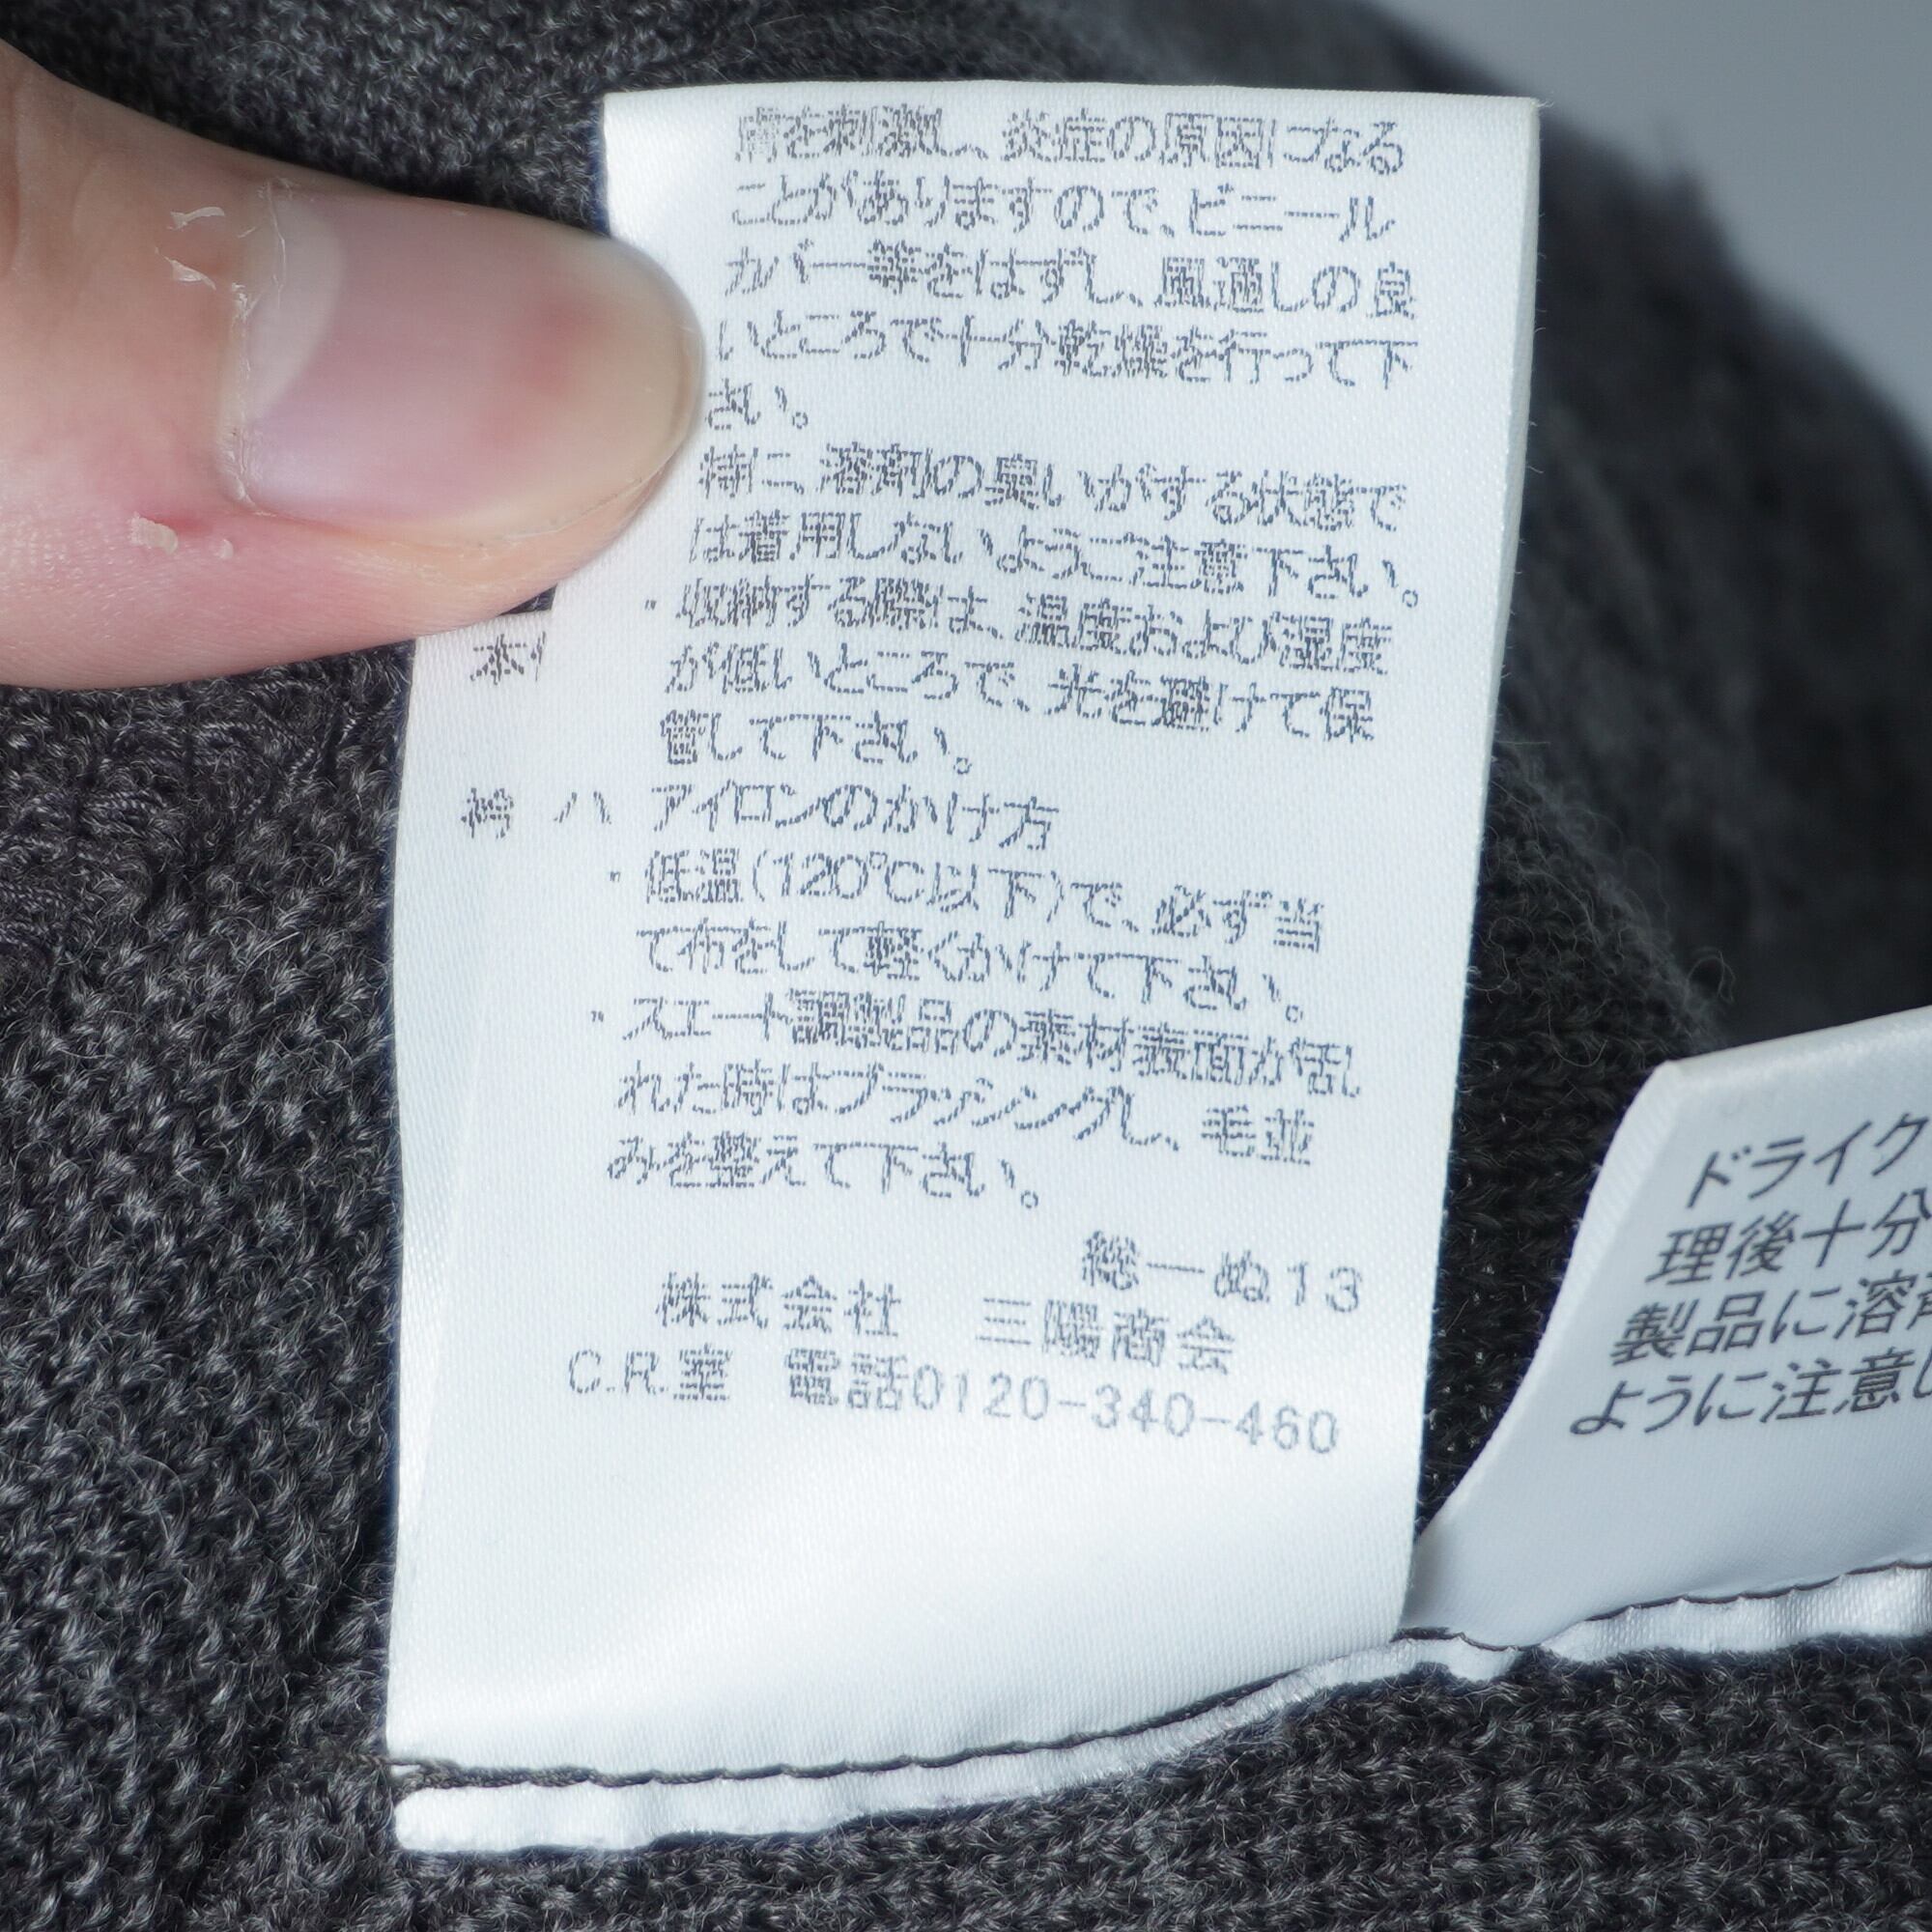 膚を刺激し、炎症の原因になる
ことがありますので、ビニール
カバー等をはずし、風通しの良
いところで十分乾燥を行って下
さい。
特に、溶剤の臭いがする状態で
は着用しないようご注意下さい。
・収納する際は、温度および湿度
が低いところで、光を避けて保
管して下さい。
アイロンのかけ方
・低温(120℃以下)で、必ず当
て布をして軽くかけて下さい。
・スエード調製品の素材表面が乱
れた時はブラッシングし、毛並
みを整えて下さい。
総一ぬ13
株式会社 三陽商会
C.R.室 電話0120-340-460
本
袴 ハ
ドライク
理後十分
製品に溶剤
ように注意し